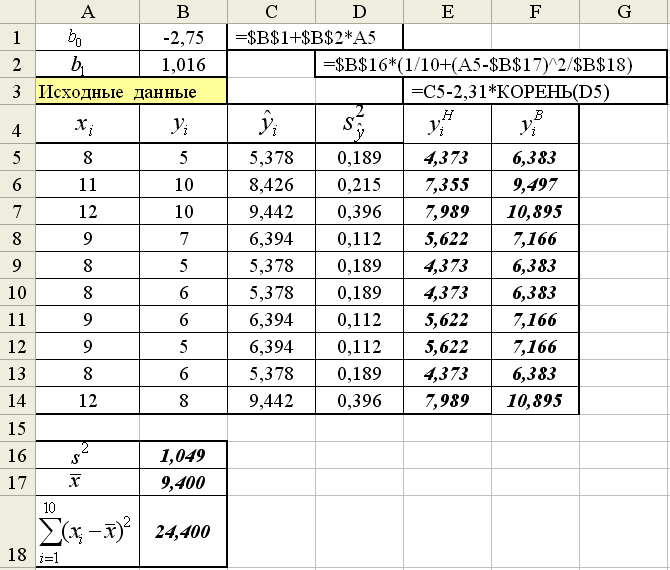 A B C D E F G
1 b₀ -2,75 =$B$1+$B$2*A5
2 b₁ 1,016 =$B$16*(1/10+(A5-$B$17)^2/$B$18)
3 Исходные данные =C5-2,31*КОРЕНЬ(D5)
4 xᵢ yᵢ ŷᵢ s²ŷ yᵢᴴ yᵢᴮ
5 8 5 5,378 0,189 4,373 6,383
6 11 10 8,426 0,215 7,355 9,497
7 12 10 9,442 0,396 7,989 10,895
8 9 7 6,394 0,112 5,622 7,166
9 8 5 5,378 0,189 4,373 6,383
10 8 6 5,378 0,189 4,373 6,383
11 9 6 6,394 0,112 5,622 7,166
12 9 5 6,394 0,112 5,622 7,166
13 8 6 5,378 0,189 4,373 6,383
14 12 8 9,442 0,396 7,989 10,895
15
16 s² 1,049
17 x̅ 9,400
18 ∑(xᵢ − x̅)² i=1 10 24,400